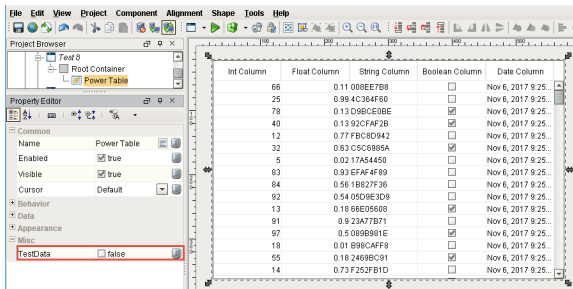 File Edit View Project Component Alignment Shape Tools Help
Project Browser
Test 8
Root Container
Power Table
Property Editor
Common
Name Power Table
Enabled true
Visible true
Cursor Default
Behavior
Data
Appearance
Misc
TestData false
100 200 300 400 500
Int Column Float Column String Column Boolean Column Date Column
66 0.11 008EE7B8 Nov 6, 2017 9:25...
25 0.99 4C364F60 Nov 6, 2017 9:25...
78 0.13 D9BCE0BE Nov 6, 2017 9:25...
40 0.13 92CFAF2B Nov 6, 2017 9:25...
12 0.77 FBC8D942 Nov 6, 2017 9:25...
32 0.63 C5C6985A Nov 6, 2017 9:25...
5 0.02 17A54450 Nov 6, 2017 9:25...
83 0.93 EFAF4F89 Nov 6, 2017 9:25...
84 0.56 1B827F36 Nov 6, 2017 9:25...
92 0.54 05D9E3D9 Nov 6, 2017 9:25...
13 0.18 66E05608 Nov 6, 2017 9:25...
91 0.9 23A77B71 Nov 6, 2017 9:25...
97 0.5 089B981E Nov 6, 2017 9:25...
18 0.01 B98CAFF8 Nov 6, 2017 9:25...
55 0.18 2469BC91 Nov 6, 2017 9:25...
14 0.73 F252FB1D Nov 6, 2017 9:25...